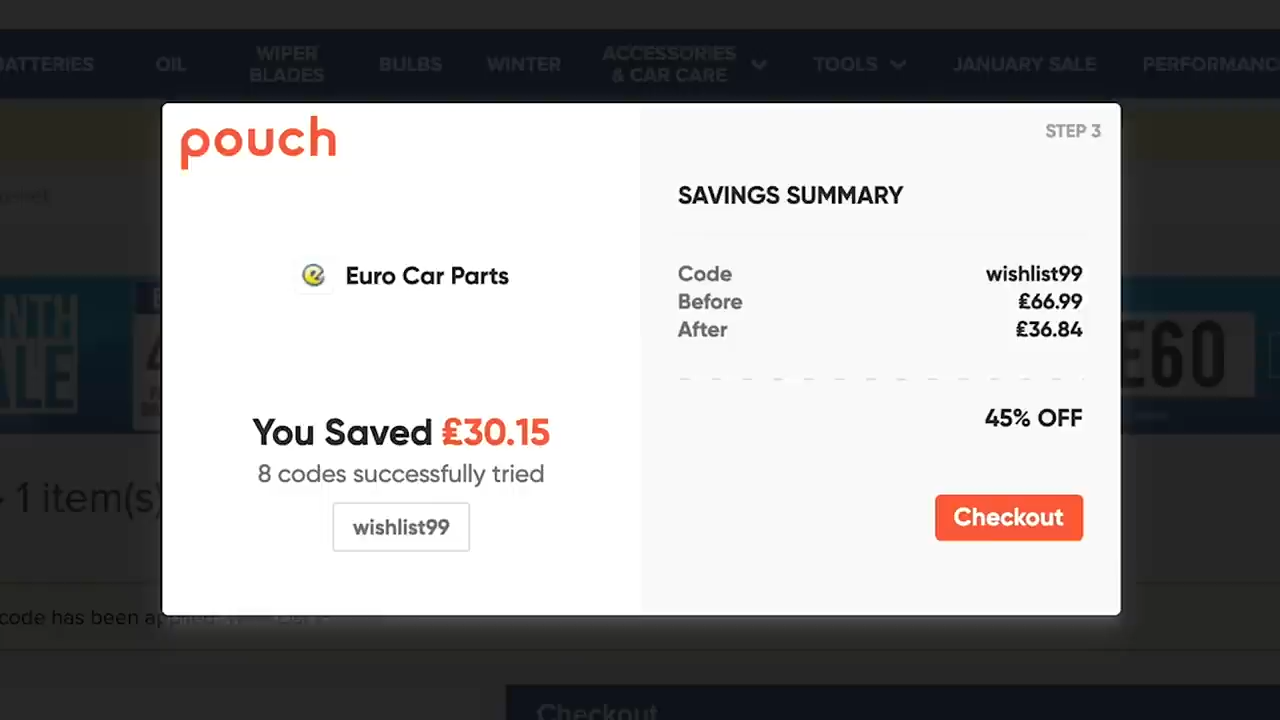 BATTERIES
OIL
WIPER
BLADES
BULBS
WINTER
ACCESSORIES
& CAR CARE
TOOLS
JANUARY SALE
pouch
STEP 3
SAVINGS SUMMARY
Euro Car Parts
Code wishlist99
Before £66.99
After £36.84
E60
45% OFF
You Saved £30.15
8 codes successfully tried
wishlist99
Checkout
1 item(s)
code has been applied
Checkout